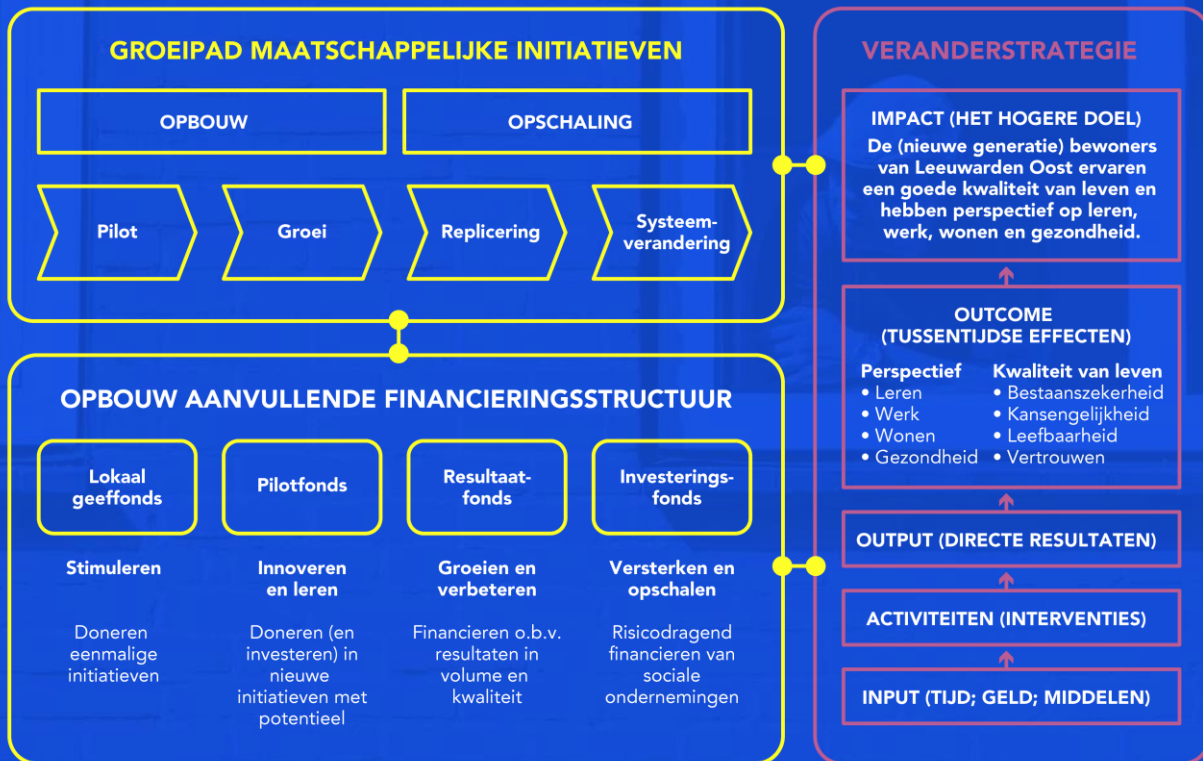 GROEIPAD MAATSCHAPPELIJKE INITIATIEVEN
OPBOUW
OPSCHALING
Pilot
Groei
Replicering
Systeem-
verandering
OPBOUW AANVULLENDE FINANCIERINGSSTRUCTUUR
Lokaal
geeffonds
Pilotfonds
Resultaat-
fonds
Investerings-
fonds
Stimuleren
Innoveren
en leren
Groeien en
verbeteren
Versterken en
opschalen
Doneren
eenmalige
initiatieven
Doneren (en
investeren) in
nieuwe
initiatieven met
potentieel
Financieren o.b.v.
resultaten in
volume en
kwaliteit
Risicodragend
financieren van
sociale
ondernemingen
VERANDERSTRATEGIE
IMPACT (HET HOGERE DOEL)
De (nieuwe generatie) bewoners
van Leeuwarden Oost ervaren
een goede kwaliteit van leven en
hebben perspectief op leren,
werk, wonen en gezondheid.
OUTCOME
(TUSSENTIJDSE EFFECTEN)
Perspectief
• Leren
• Werk
• Wonen
• Gezondheid
Kwaliteit van leven
• Bestaanszekerheid
• Kansengelijkheid
• Leefbaarheid
• Vertrouwen
OUTPUT (DIRECTE RESULTATEN)
ACTIVITEITEN (INTERVENTIES)
INPUT (TIJD; GELD; MIDDELEN)